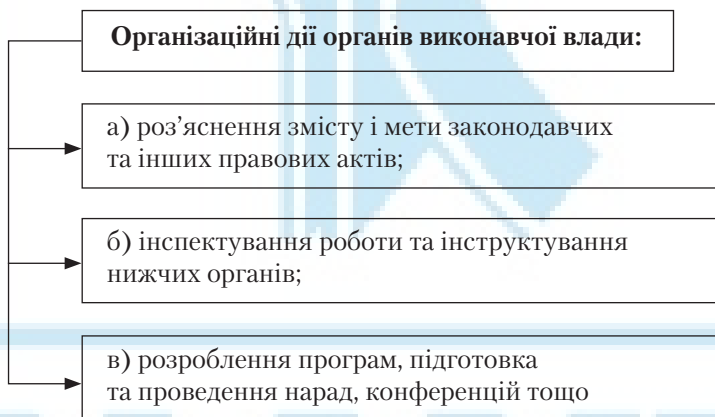 Організаційні дії органів виконавчої влади:
а) роз’яснення змісту і мети законодавчих
та інших правових актів;
б) інспектування роботи та інструктування
нижчих органів;
в) розроблення програм, підготовка
та проведення нарад, конференцій тощо